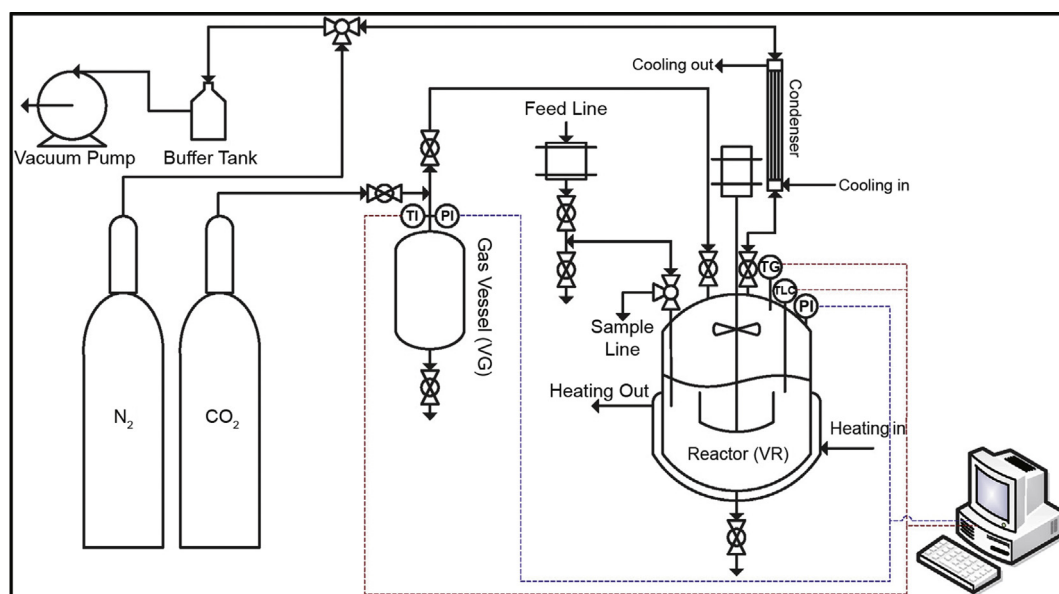 Cooling out
Condenser
Feed Line
Vacuum Pump
Buffer Tank
Cooling in
TI
PI
Gas Vessel (VG)
TG
TLC
PI
Sample
Line
Heating Out
N2
CO2
Heating in
Reactor (VR)